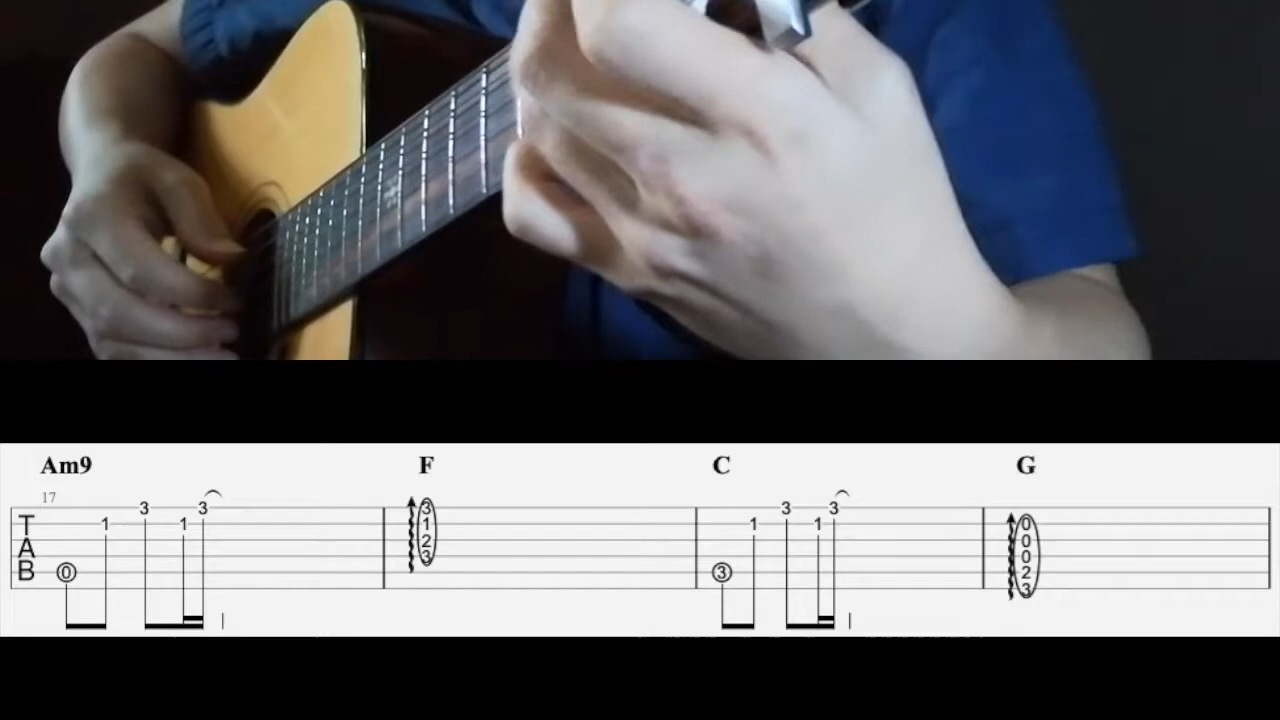 Am9 F C G
17
3 3 3 3 3
T 1 1 1 1 1 0
A 2 0
3 0
B 0 3 2
3